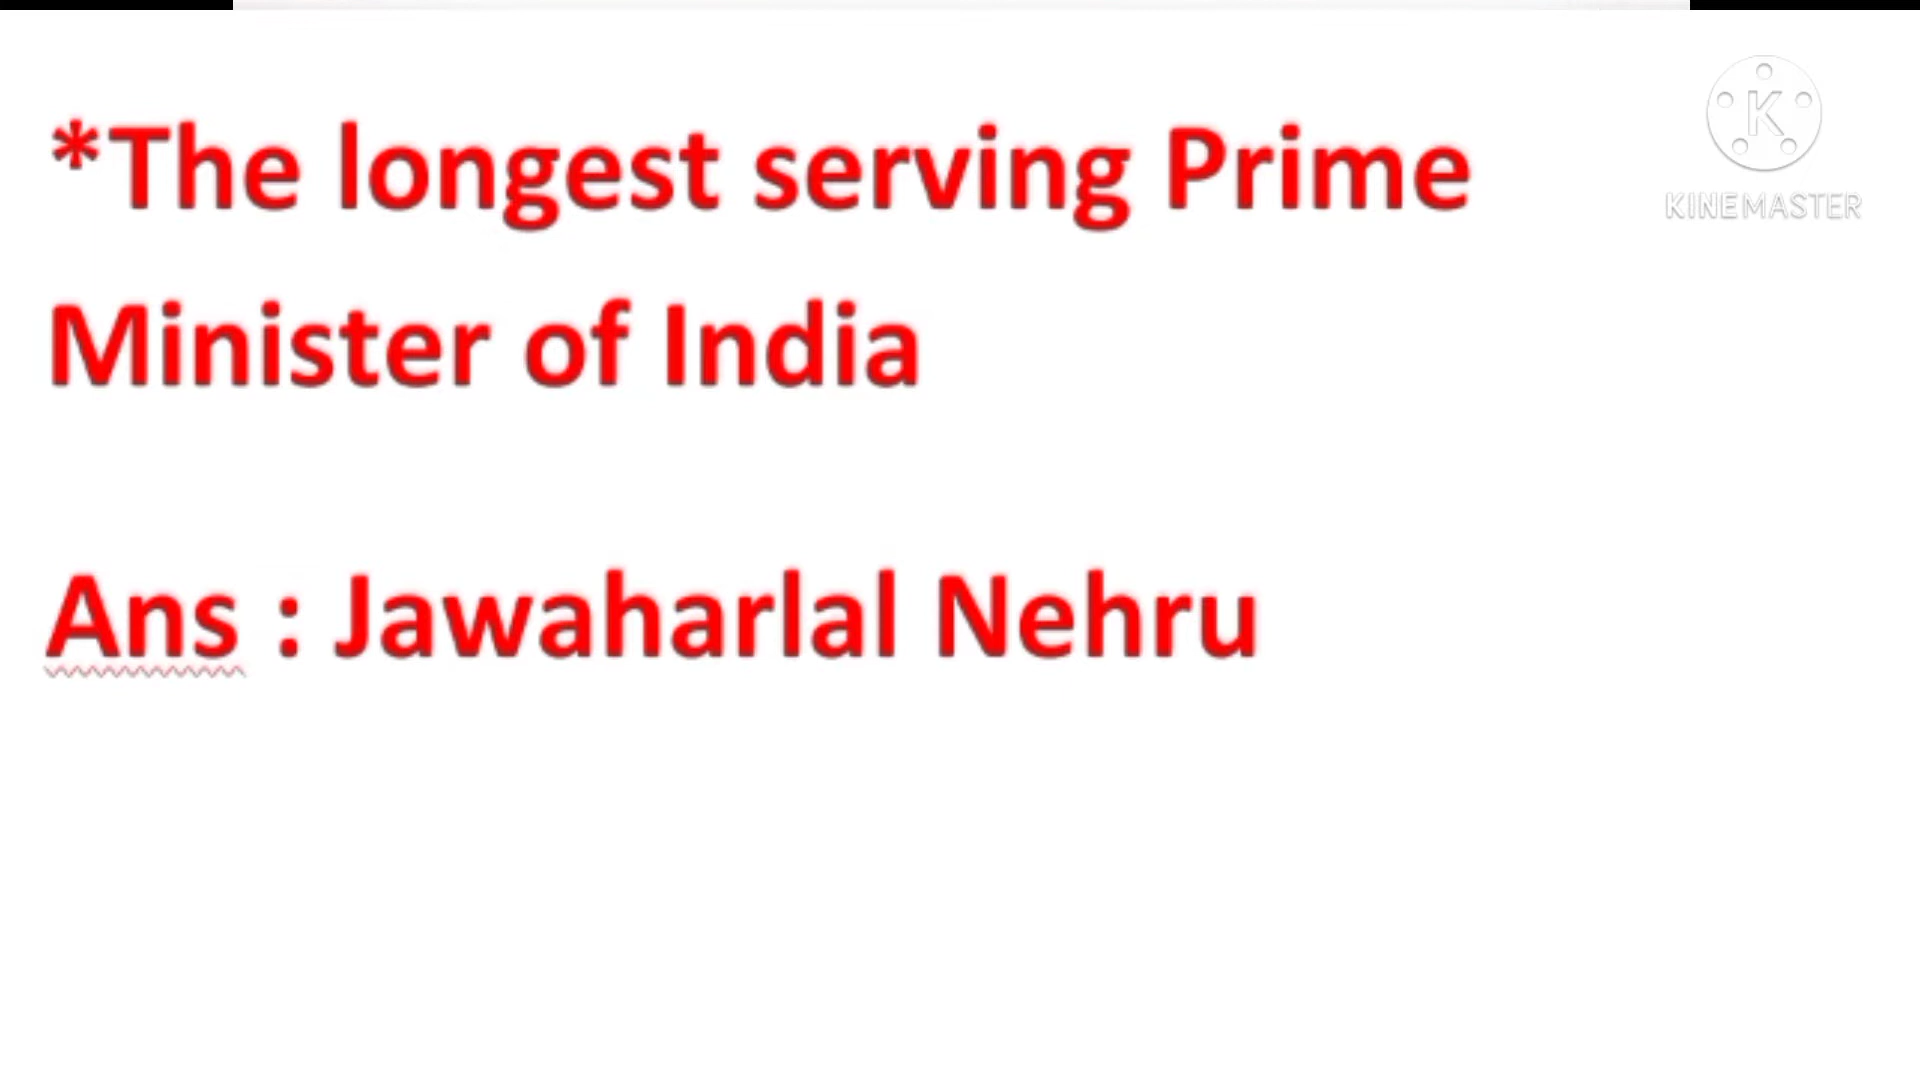 *The longest serving Prime
Minister of India
Ans : Jawaharlal Nehru
K
KINEMASTER